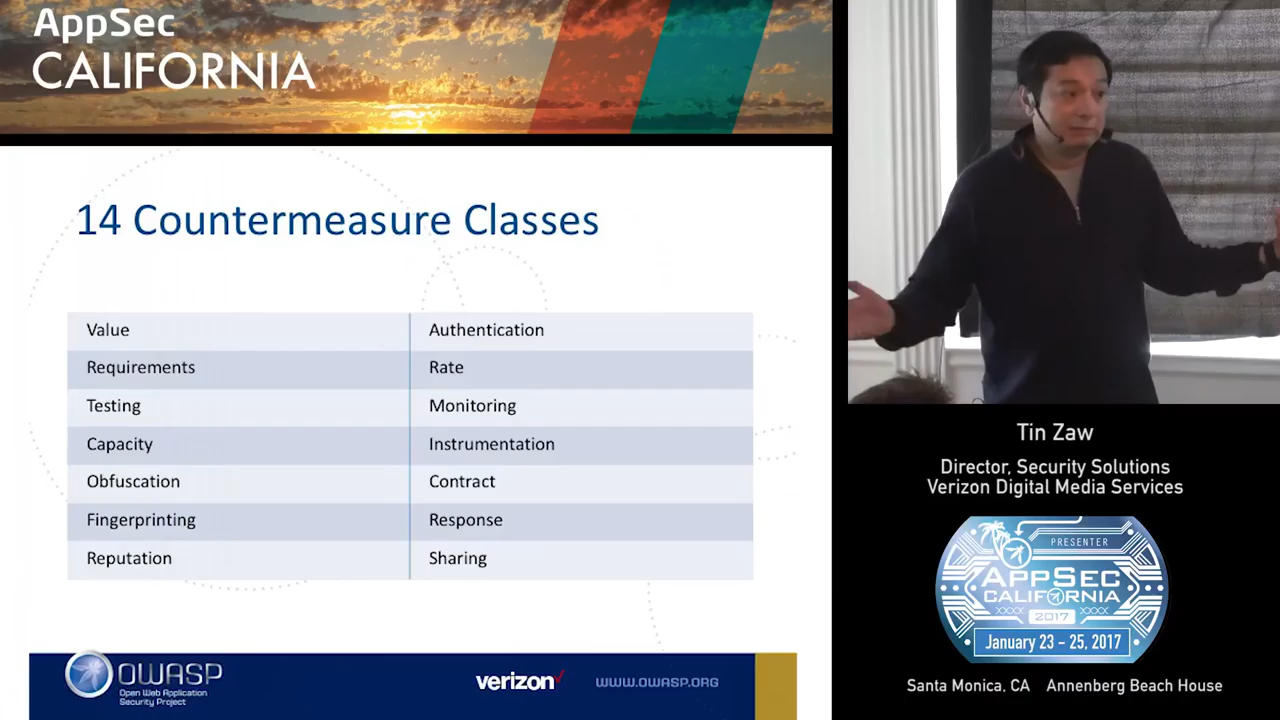 AppSec
CALIFORNIA
14 Countermeasure Classes
Value
Authentication
Requirements
Rate
Testing
Monitoring
Capacity
Instrumentation
Obfuscation
Contract
Fingerprinting
Response
Reputation
Sharing
OWASP
Open Web Application
Security Project
verizon
WWW.OWASP.ORG
Tin Zaw
Director, Security Solutions
Verizon Digital Media Services
PRESENTER
APPSEC
CALIFORNIA
XXXX 2017 XXXX
January 23 - 25, 2017
Santa Monica, CA Annenberg Beach House